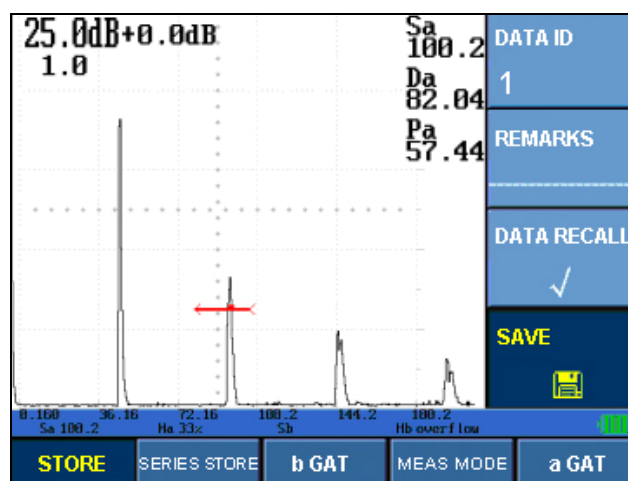 25.0dB+0.0dB
1.0
Sa
100.2
Da
82.04
Pa
57.44
DATA ID
1
REMARKS
DATA RECALL
SAVE
0.160 36.16 72.16 108.2 144.2 180.2
Sa 100.2 Ha 33% Sb Hb overflow
STORE SERIES STORE b GAT MEAS MODE a GAT